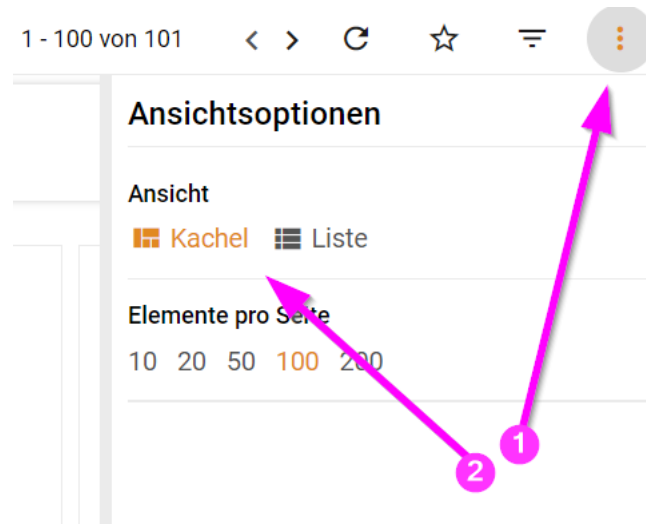 1 - 100 von 101
Ansichtsoptionen
Ansicht
Kachel Liste
Elemente pro Seite
10 20 50 100 200
1
2